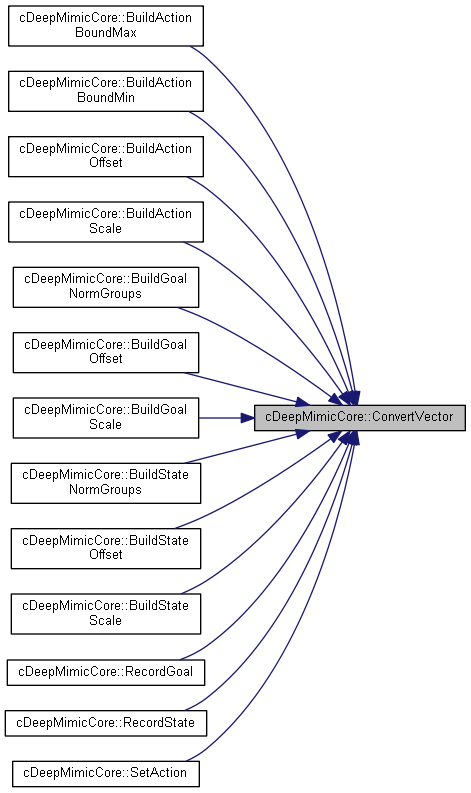 cDeepMimicCore::BuildAction
BoundMax
cDeepMimicCore::BuildAction
BoundMin
cDeepMimicCore::BuildAction
Offset
cDeepMimicCore::BuildAction
Scale
cDeepMimicCore::BuildGoal
NormGroups
cDeepMimicCore::BuildGoal
Offset
cDeepMimicCore::BuildGoal
Scale
cDeepMimicCore::ConvertVector
cDeepMimicCore::BuildState
NormGroups
cDeepMimicCore::BuildState
Offset
cDeepMimicCore::BuildState
Scale
cDeepMimicCore::RecordGoal
cDeepMimicCore::RecordState
cDeepMimicCore::SetAction